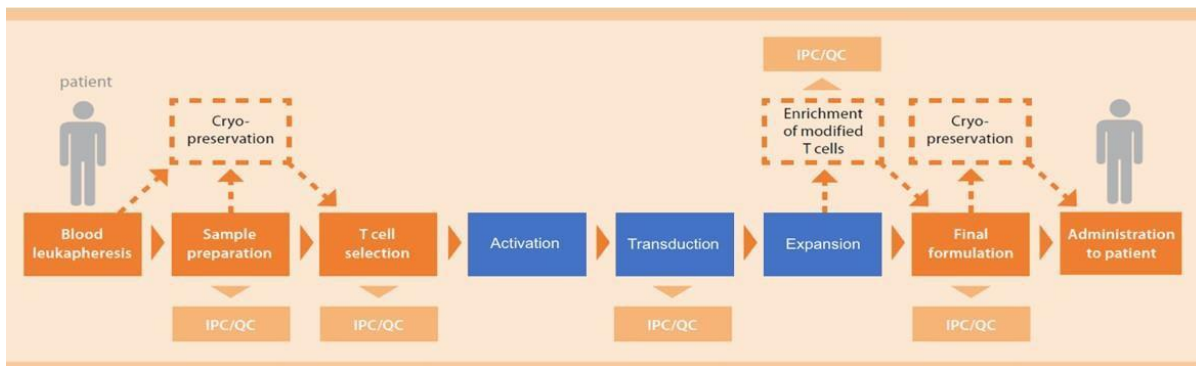 IPC/QC
patient
Cryo-
preservation
Enrichment
of modified
T cells
Cryo-
preservation
Blood
leukapheresis
Sample
preparation
T cell
selection
Activation
Transduction
Expansion
Final
formulation
Administration
to patient
IPC/QC
IPC/QC
IPC/QC
IPC/QC